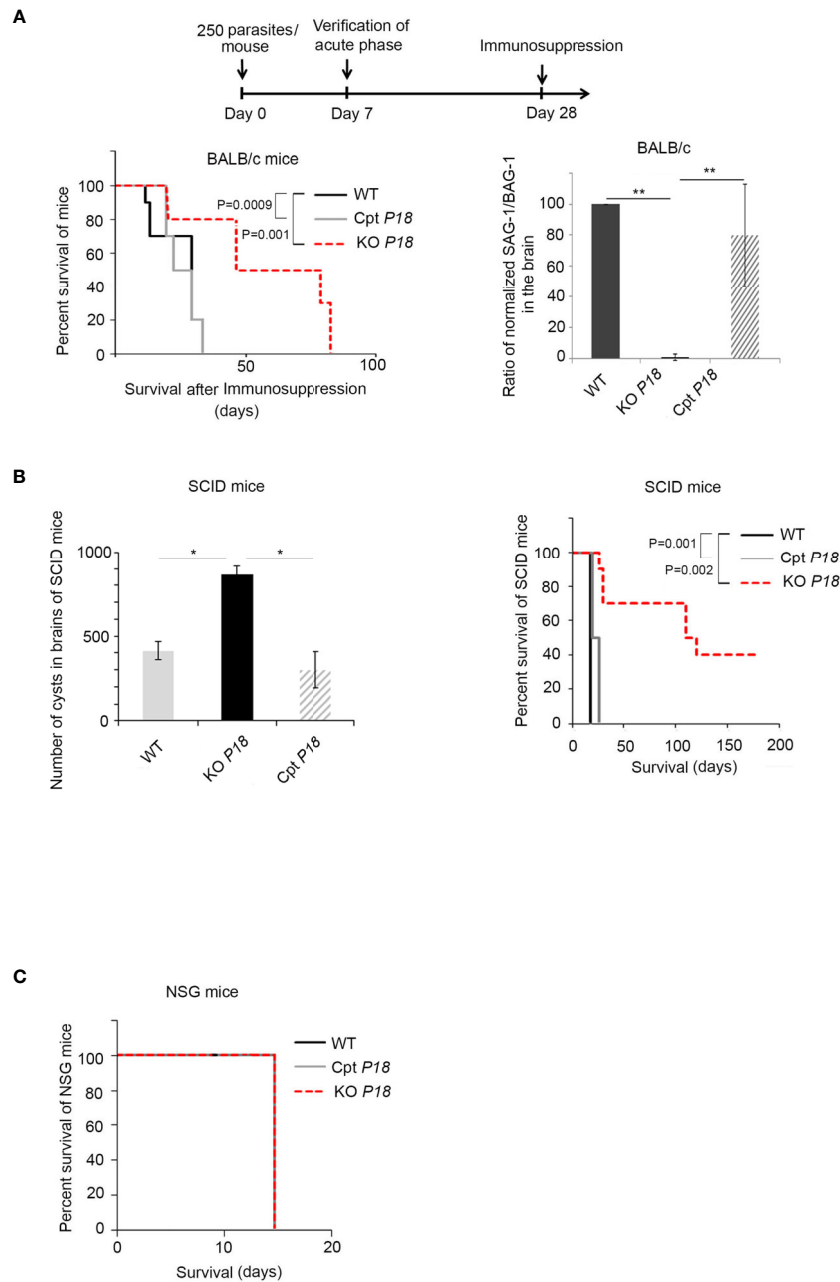 A
250 parasites/
mouse
Verification of
acute phase
Immunosuppression
Day 0
Day 7
Day 28
BALB/c mice
Percent survival of mice
100
80
60
40
20
0
50
100
Survival after Immunosuppression
(days)
P=0.0009
P=0.001
WT
Cpt P18
KO P18
BALB/c
Ratio of normalized SAG-1/BAG-1
in the brain
100
80
60
40
20
0
**
**
WT
KO P18
Cpt P18
B
SCID mice
Number of cysts in brains of SCID mice
1000
500
0
*
*
WT
KO P18
Cpt P18
SCID mice
Percent survival of SCID mice
100
80
60
40
20
0
0
50
100
150
200
Survival (days)
P=0.001
P=0.002
WT
Cpt P18
KO P18
C
NSG mice
Percent survival of NSG mice
100
80
60
40
20
0
0
10
20
Survival (days)
WT
Cpt P18
KO P18